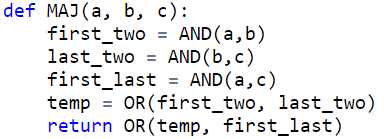 def MAJ(a, b, c):
    first_two = AND(a,b)
    last_two = AND(b,c)
    first_last = AND(a,c)
    temp = OR(first_two, last_two)
    return OR(temp, first_last)